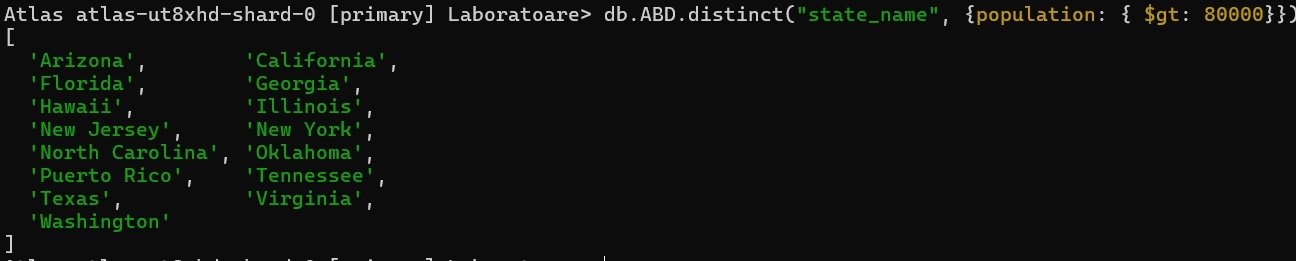 Atlas atlas-ut8xhd-shard-0 [primary] Laboratoare> db.ABD.distinct("state_name", {population: { $gt: 80000}})
[
  'Arizona',        'California',
  'Florida',        'Georgia',
  'Hawaii',         'Illinois',
  'New Jersey',     'New York',
  'North Carolina', 'Oklahoma',
  'Puerto Rico',    'Tennessee',
  'Texas',          'Virginia',
  'Washington'
]